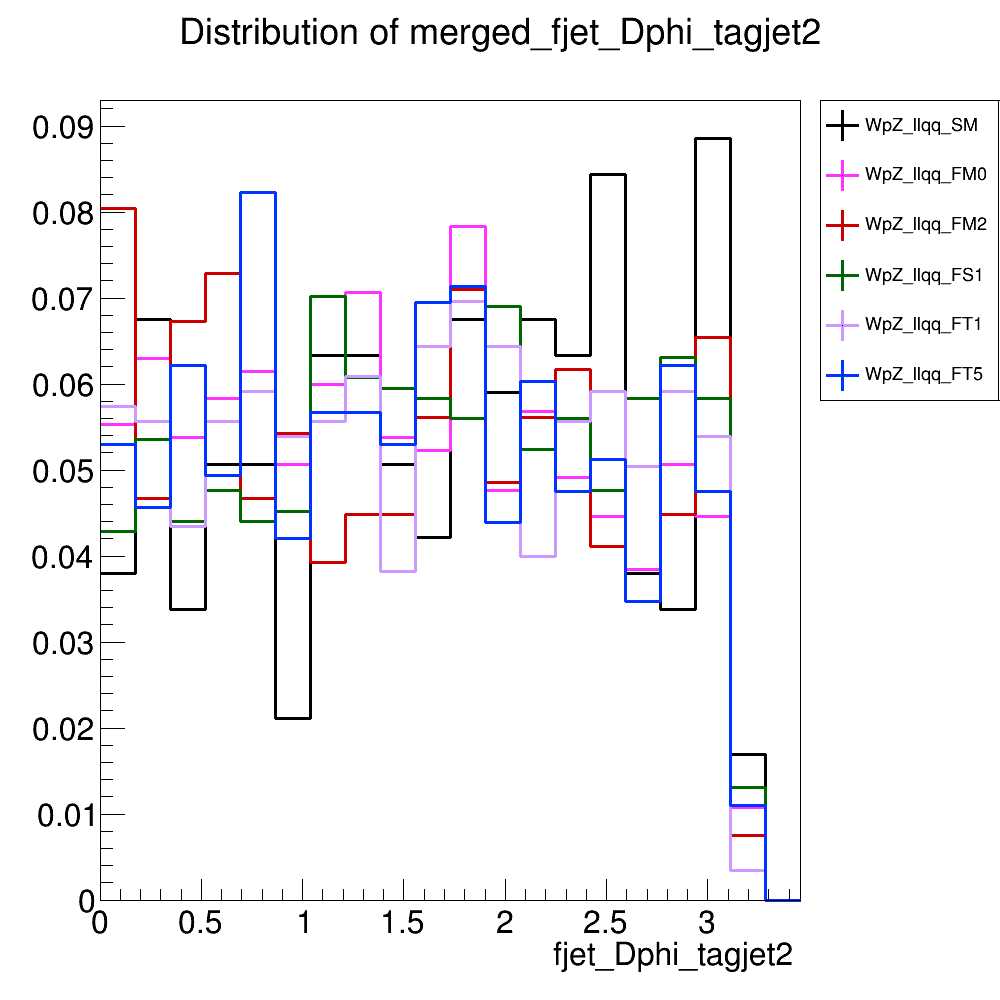 Distribution of merged_fjet_Dphi_tagjet2
0.09
0.08
0.07
0.06
0.05
0.04
0.03
0.02
0.01
0
0 0.5 1 1.5 2 2.5 3
fjet_Dphi_tagjet2
WpZ_llqq_SM
WpZ_llqq_FM0
WpZ_llqq_FM2
WpZ_llqq_FS1
WpZ_llqq_FT1
WpZ_llqq_FT5